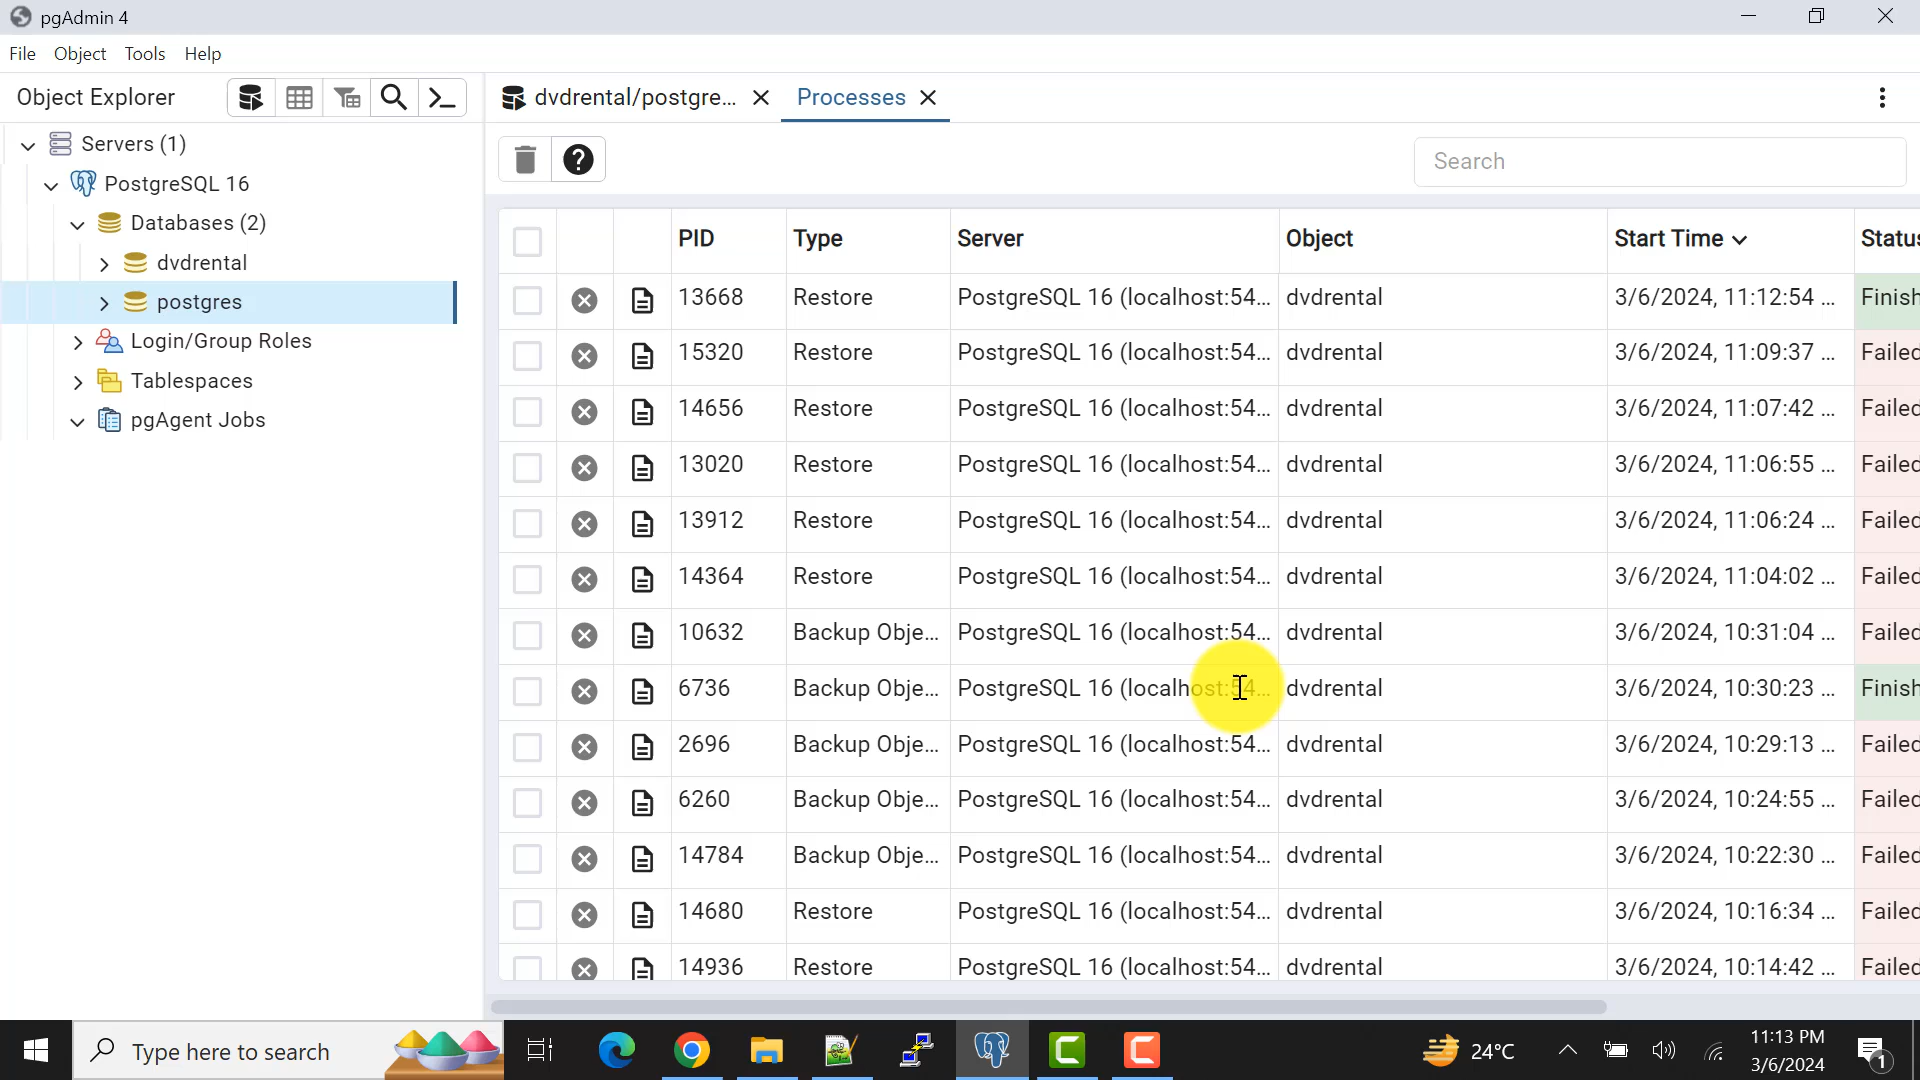 pgAdmin 4
File Object Tools Help
Object Explorer
dvdrental/postgre...
Processes
Servers (1)
PostgreSQL 16
Databases (2)
dvdrental
postgres
Login/Group Roles
Tablespaces
pgAgent Jobs
Search
PID Type Server Object Start Time Status
13668 Restore PostgreSQL 16 (localhost:54... dvdrental 3/6/2024, 11:12:54 ... Finish
15320 Restore PostgreSQL 16 (localhost:54... dvdrental 3/6/2024, 11:09:37 ... Failed
14656 Restore PostgreSQL 16 (localhost:54... dvdrental 3/6/2024, 11:07:42 ... Failed
13020 Restore PostgreSQL 16 (localhost:54... dvdrental 3/6/2024, 11:06:55 ... Failed
13912 Restore PostgreSQL 16 (localhost:54... dvdrental 3/6/2024, 11:06:24 ... Failed
14364 Restore PostgreSQL 16 (localhost:54... dvdrental 3/6/2024, 11:04:02 ... Failed
10632 Backup Obje... PostgreSQL 16 (localhost:54... dvdrental 3/6/2024, 10:31:04 ... Failed
6736 Backup Obje... PostgreSQL 16 (localhost:54... dvdrental 3/6/2024, 10:30:23 ... Finish
2696 Backup Obje... PostgreSQL 16 (localhost:54... dvdrental 3/6/2024, 10:29:13 ... Failed
6260 Backup Obje... PostgreSQL 16 (localhost:54... dvdrental 3/6/2024, 10:24:55 ... Failed
14784 Backup Obje... PostgreSQL 16 (localhost:54... dvdrental 3/6/2024, 10:22:30 ... Failed
14680 Restore PostgreSQL 16 (localhost:54... dvdrental 3/6/2024, 10:16:34 ... Failed
14936 Restore PostgreSQL 16 (localhost:54... dvdrental 3/6/2024, 10:14:42 ... Failed
Type here to search
24°C
11:13 PM
3/6/2024
1